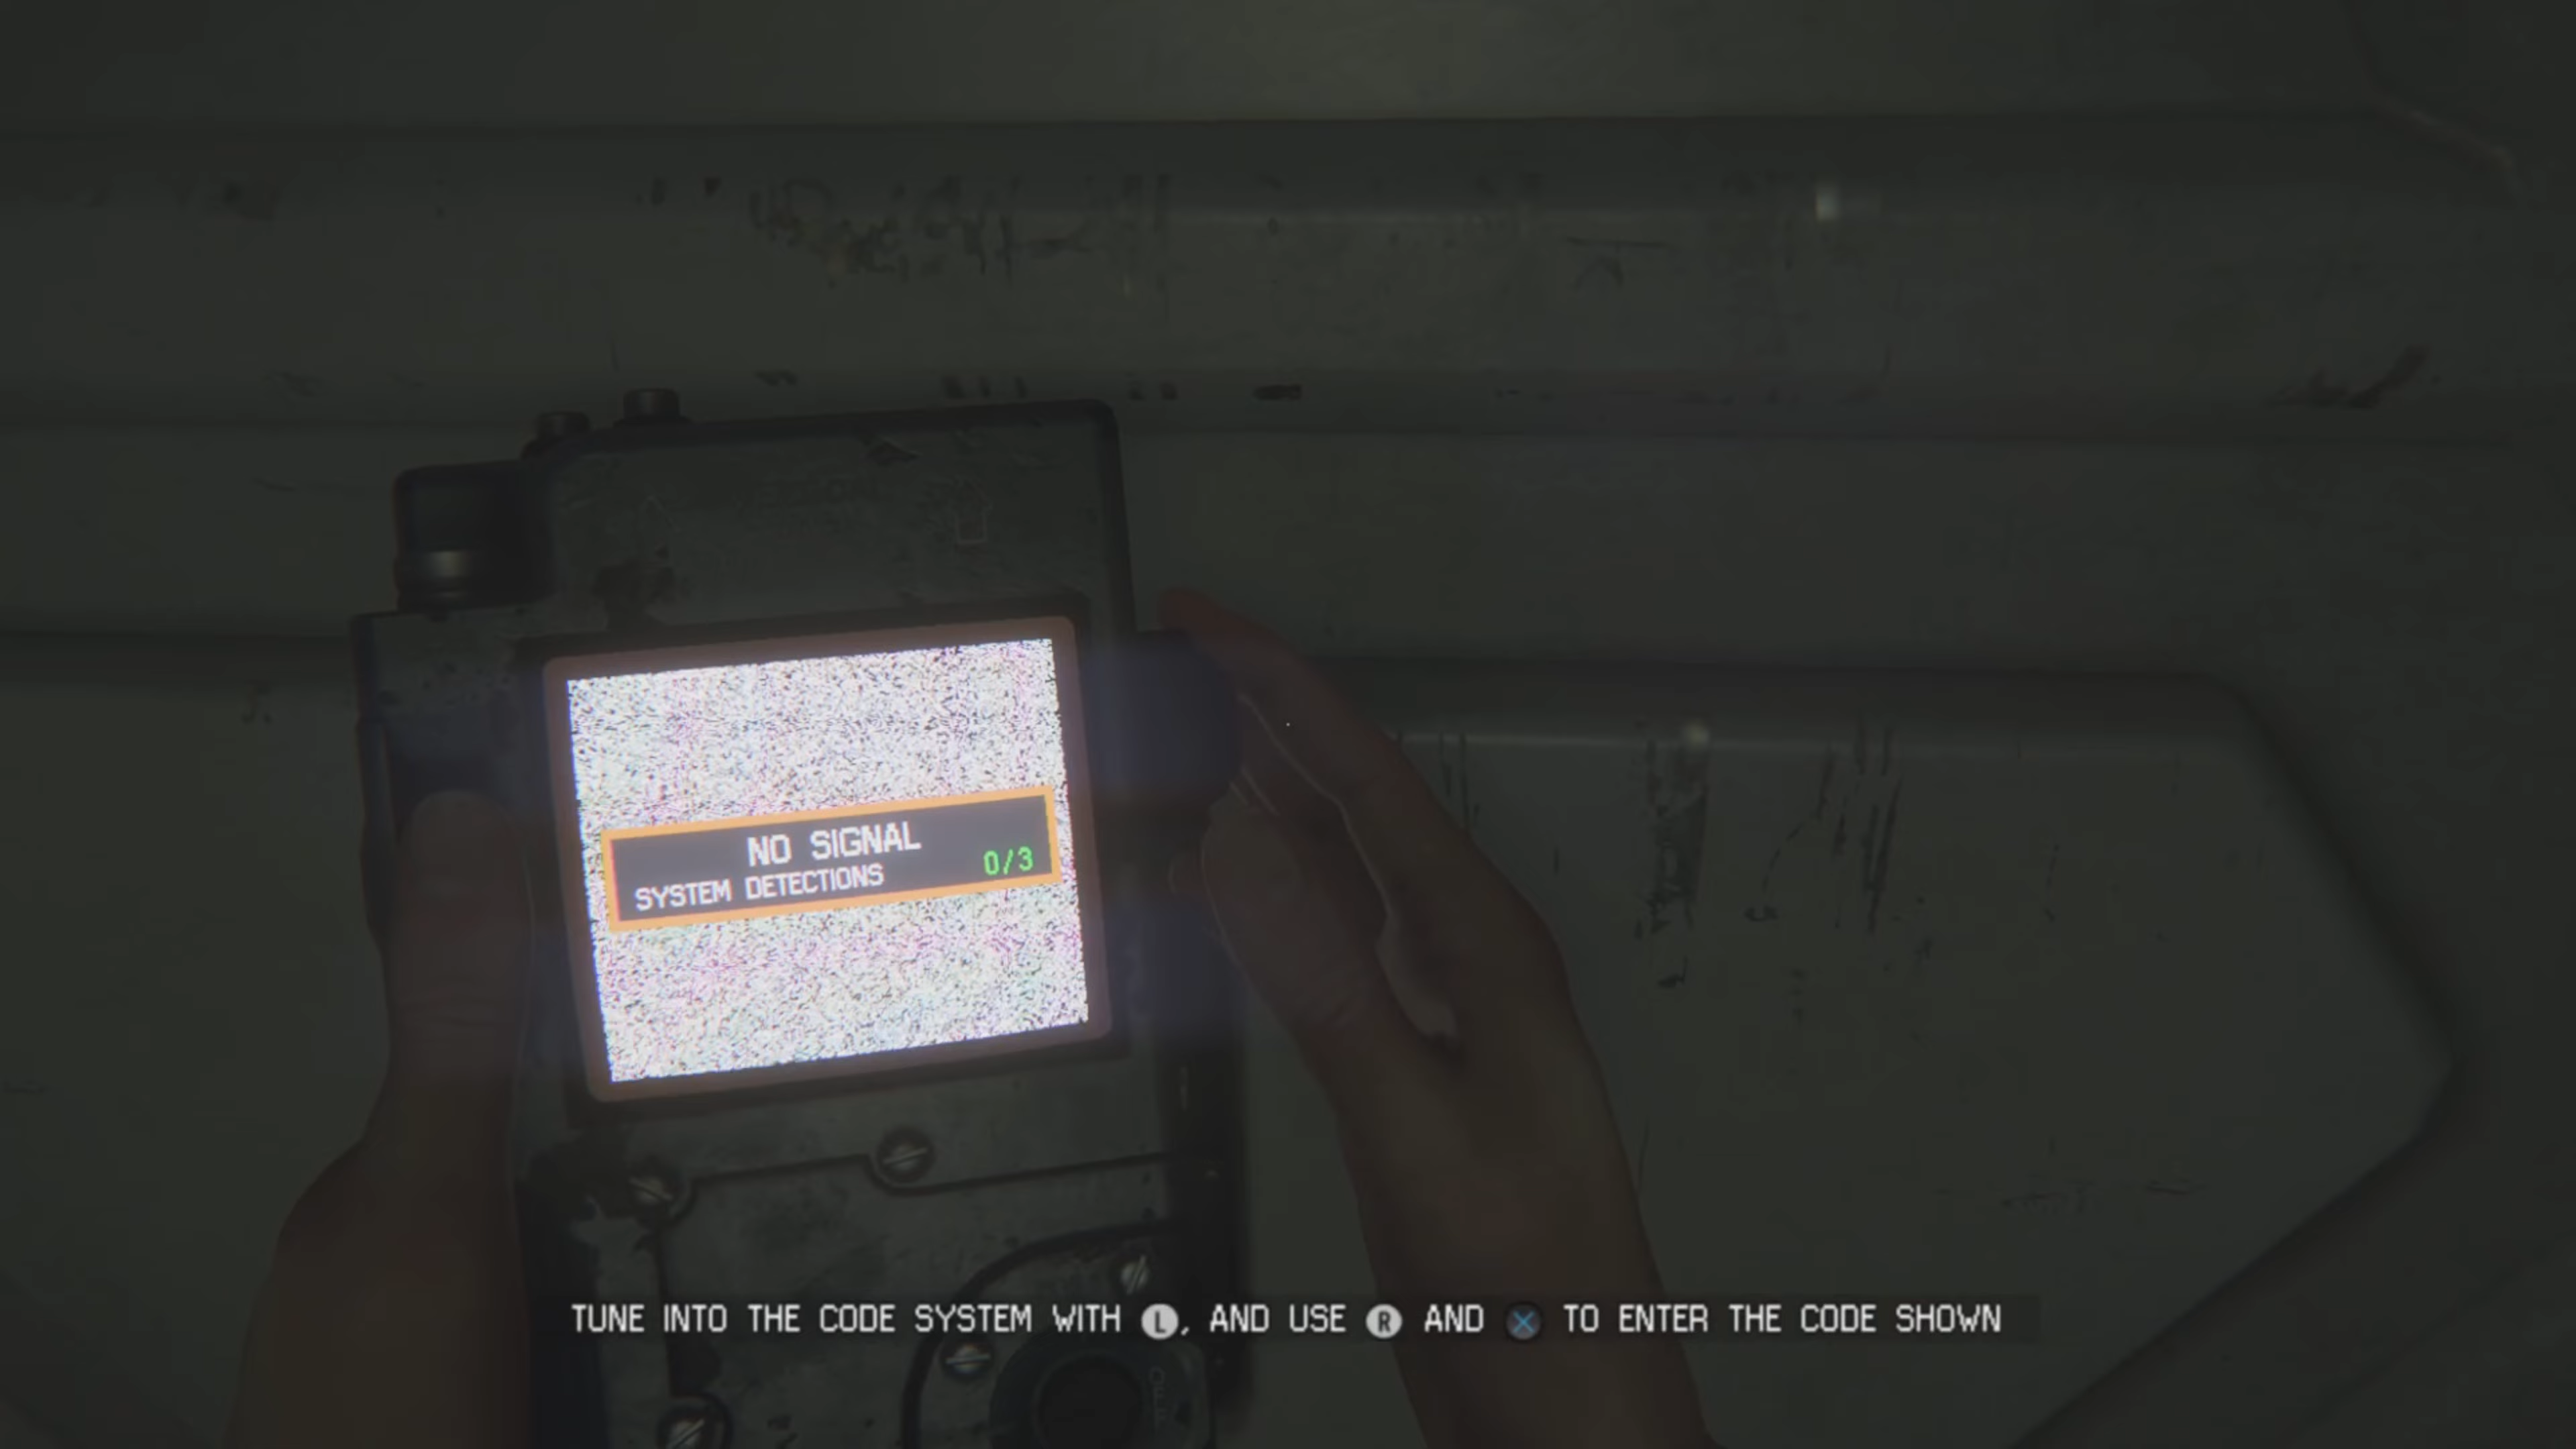 NO SIGNAL
SYSTEM DETECTIONS 0/3
TUNE INTO THE CODE SYSTEM WITH L, AND USE R AND X TO ENTER THE CODE SHOWN